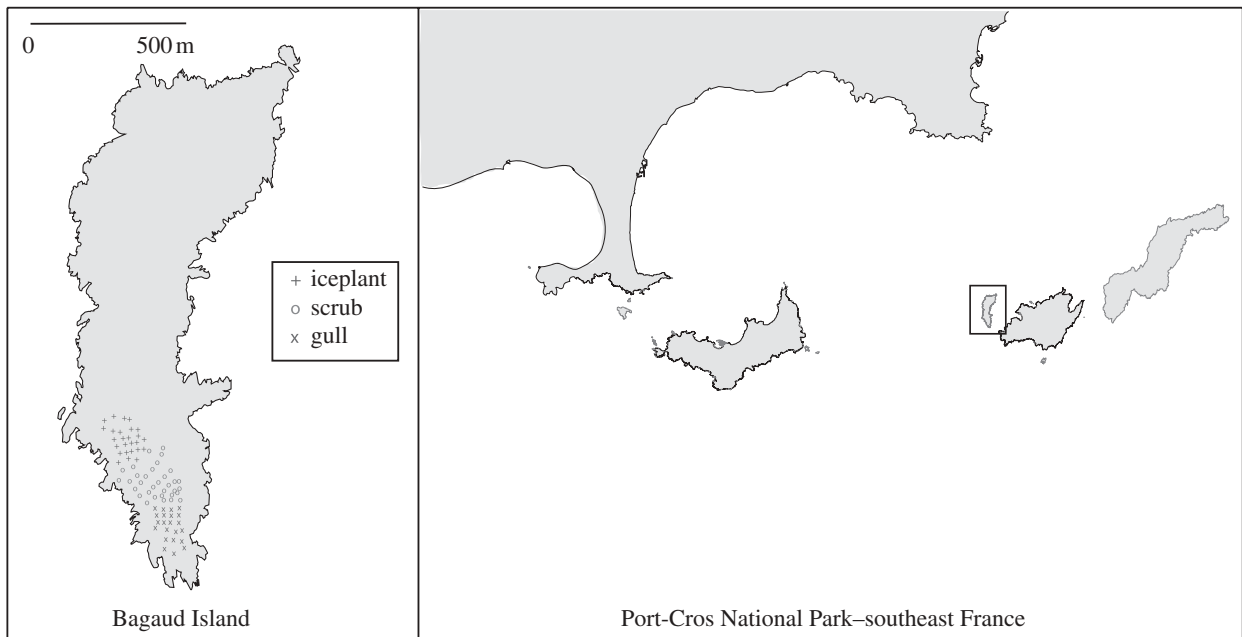 0 500 m
+ iceplant
o scrub
x gull
Bagaud Island
Port-Cros National Park–southeast France